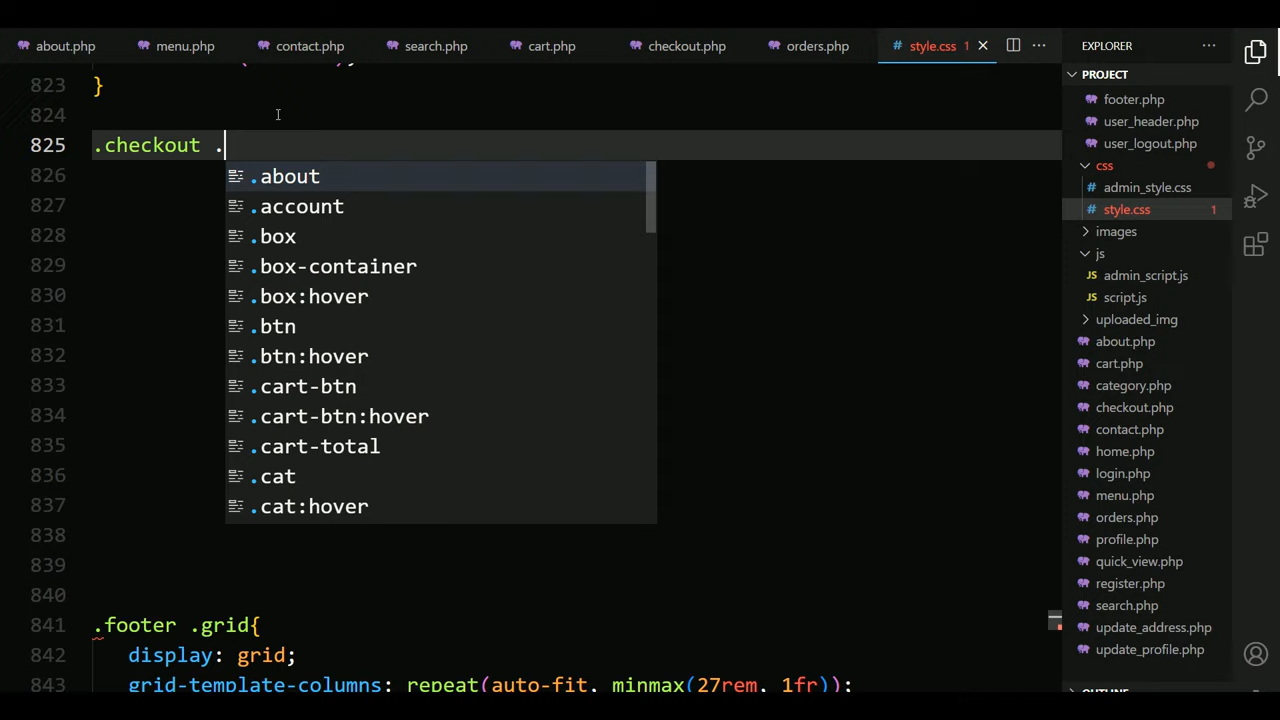 about.php
menu.php
contact.php
search.php
cart.php
checkout.php
orders.php
# style.css 1
EXPLORER
PROJECT
823 }
824
825 .checkout .
826
827
828
829
830
831
832
833
834
835
836
837
838
839
840
841 .footer .grid{
842 display: grid;
843 grid-template-columns: repeat(auto-fit, minmax(27rem, 1fr));
.about
.account
.box
.box-container
.box:hover
.btn
.btn:hover
.cart-btn
.cart-btn:hover
.cart-total
.cat
.cat:hover
footer.php
user_header.php
user_logout.php
css
# admin_style.css
# style.css 1
images
js
JS admin_script.js
JS script.js
uploaded_img
about.php
cart.php
category.php
checkout.php
contact.php
home.php
login.php
menu.php
orders.php
profile.php
quick_view.php
register.php
search.php
update_address.php
update_profile.php
OUTLINE